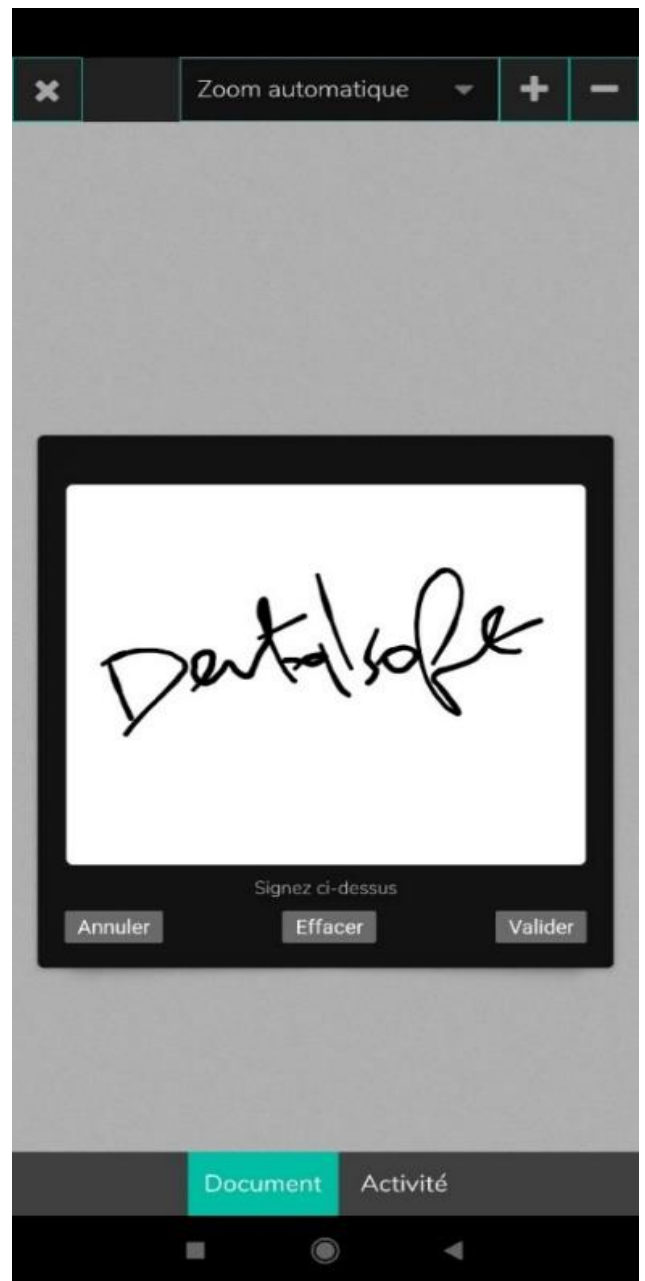 Zoom automatique
Dentalsoft
Signez ci-dessus
Annuler Effacer Valider
Document Activité